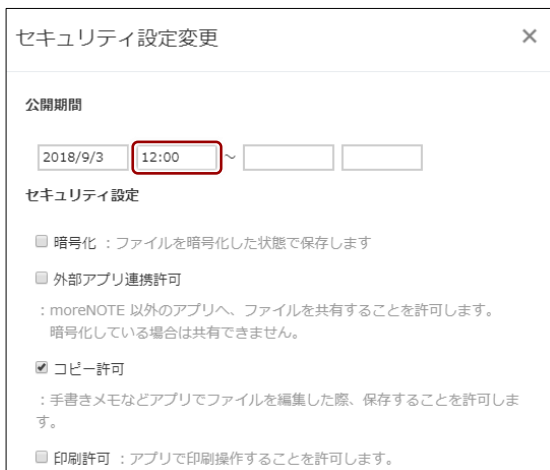 セキュリティ設定変更 ×
公開期間
2018/9/3 12:00 ～
セキュリティ設定
暗号化 ：ファイルを暗号化した状態で保存します
外部アプリ連携許可
：moreNOTE 以外のアプリへ、ファイルを共有することを許可します。
暗号化している場合は共有できません。
コピー許可
：手書きメモなどアプリでファイルを編集した際、保存することを許可しま
す。
印刷許可 ：アプリで印刷操作することを許可します。